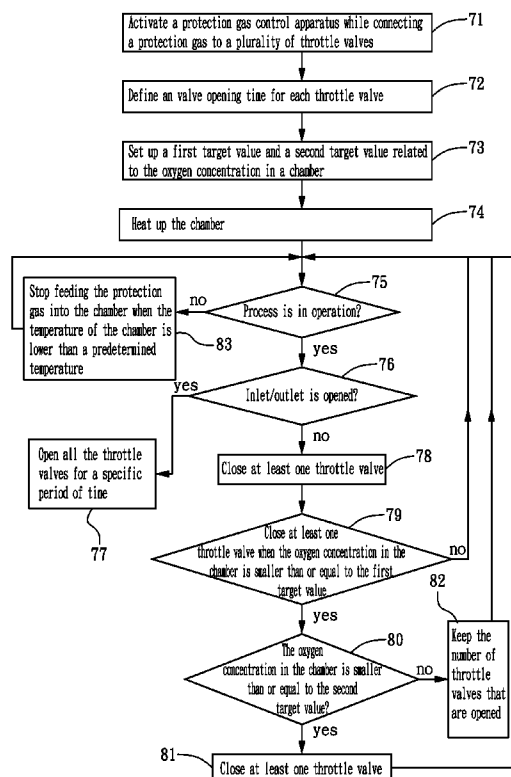 Activate a protection gas control apparatus while connecting
a protection gas to a plurality of throttle valves
71
Define an valve opening time for each throttle valve
72
Set up a first target value and a second target value related
to the oxygen concentration in a chamber
73
Heat up the chamber
74
75
Process is in operation?
no
Stop feeding the protection
gas into the chamber when the
temperature of the chamber is
lower than a predetermined
temperature
83
yes
76
Inlet/outlet is opened?
yes
Open all the
throttle
valves for a specific
period of time
77
no
Close at least one throttle valve
78
79
Close at least one
throttle valve when the oxygen concentration in the
chamber is smaller than or equal to the first
target value
no
yes
80
The oxygen
concentration in the chamber is smaller
than or equal to the second
target value?
no
82
Keep the
number of
throttle
valves that
are opened
yes
81
Close at least one throttle valve